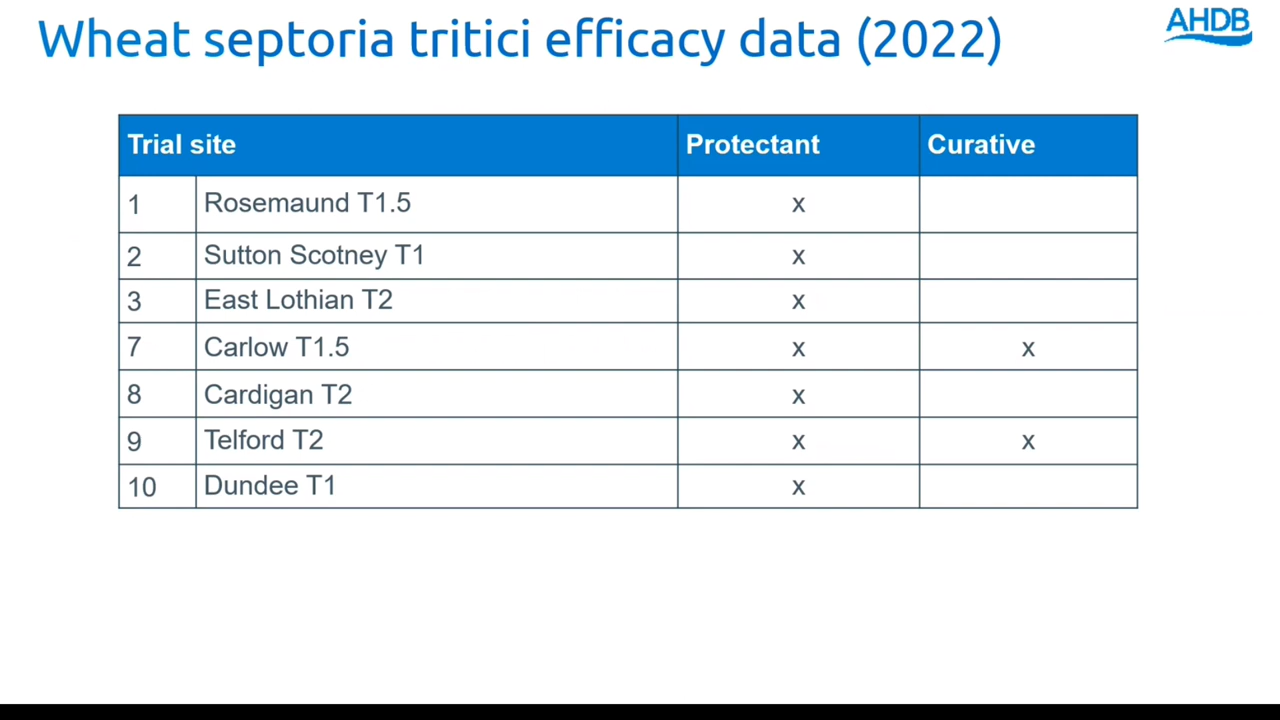 Wheat septoria tritici efficacy data (2022)
AHDB
Trial site Protectant Curative
1 Rosemaund T1.5 x
2 Sutton Scotney T1 x
3 East Lothian T2 x
7 Carlow T1.5 x x
8 Cardigan T2 x
9 Telford T2 x x
10 Dundee T1 x